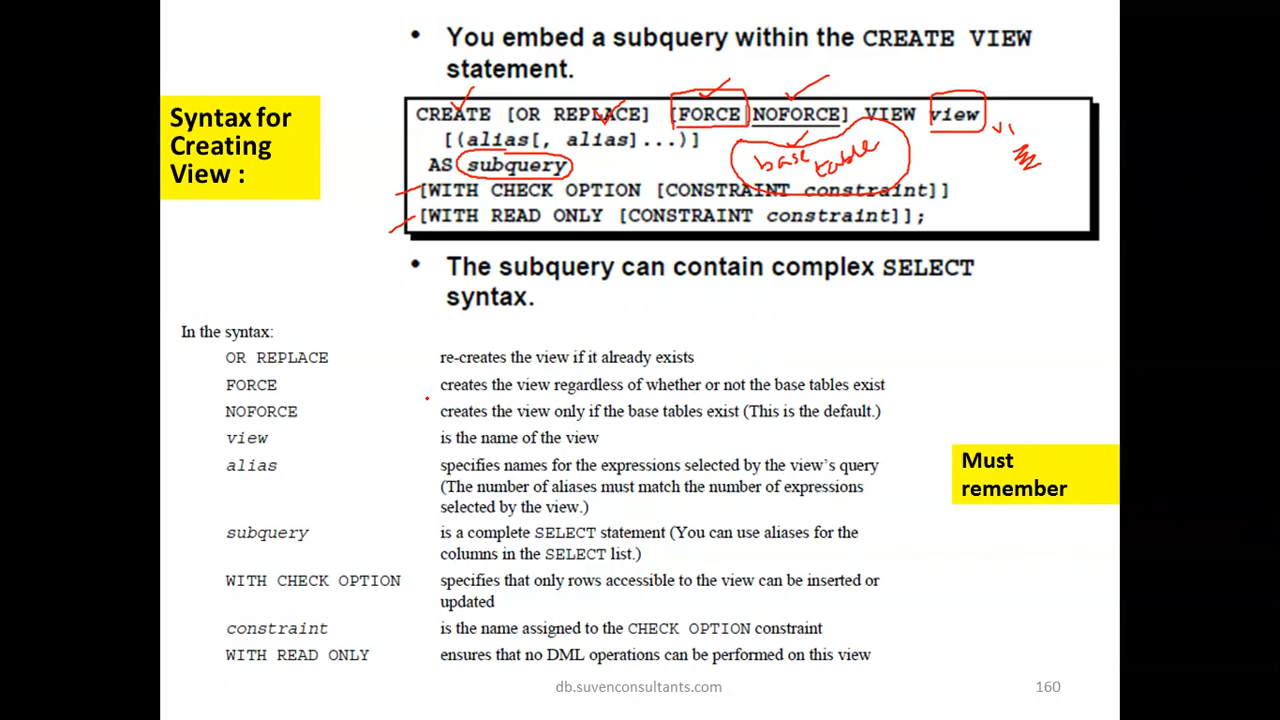 • You embed a subquery within the CREATE VIEW
statement.
Syntax for
Creating
View :
CREATE [OR REPLACE] [FORCE|NOFORCE] VIEW view
[(alias[, alias]...)]
AS subquery
[WITH CHECK OPTION [CONSTRAINT constraint]]
[WITH READ ONLY [CONSTRAINT constraint]];
base table
• The subquery can contain complex SELECT
syntax.
In the syntax:
OR REPLACE re-creates the view if it already exists
FORCE creates the view regardless of whether or not the base tables exist
NOFORCE creates the view only if the base tables exist (This is the default.)
view is the name of the view
alias specifies names for the expressions selected by the view's query
(The number of aliases must match the number of expressions
selected by the view.)
subquery is a complete SELECT statement (You can use aliases for the
columns in the SELECT list.)
WITH CHECK OPTION specifies that only rows accessible to the view can be inserted or
updated
constraint is the name assigned to the CHECK OPTION constraint
WITH READ ONLY ensures that no DML operations can be performed on this view
Must
remember
db.suvenconsultants.com 160